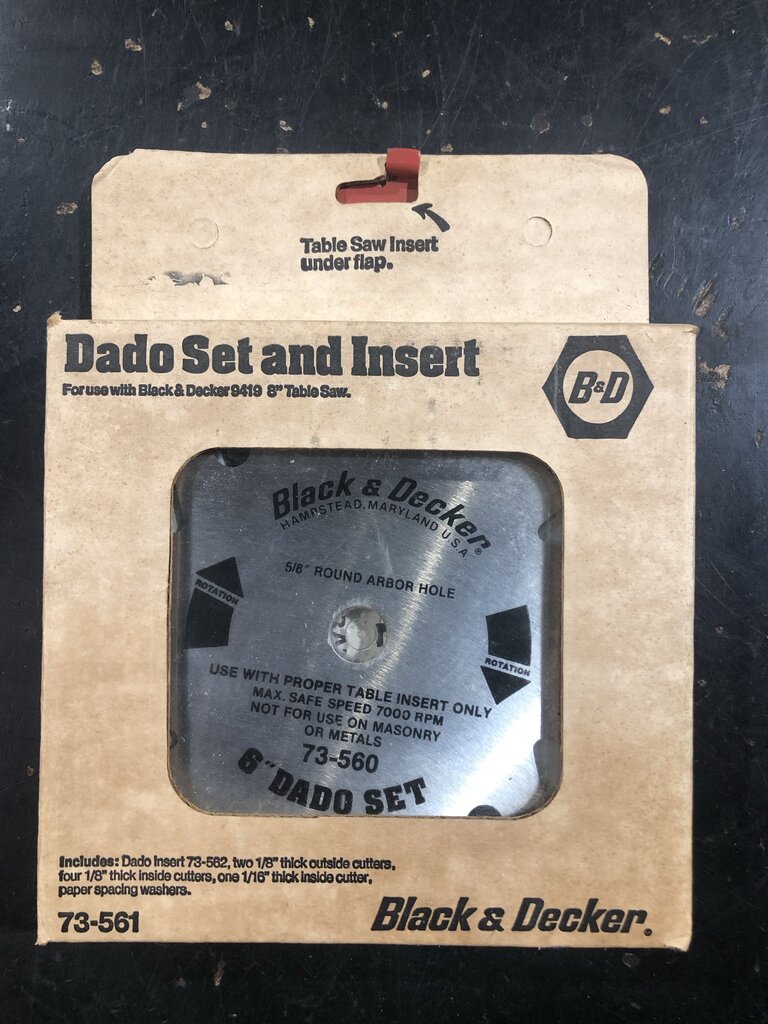 Table Saw Insert
under flap.
Dado Set and Insert
For use with Black & Decker 9419 8" Table Saw.
B&D
Black & Decker®
HAMPSTEAD, MARYLAND U.S.A.
5/8" ROUND ARBOR HOLE
ROTATION
ROTATION
USE WITH PROPER TABLE INSERT ONLY
MAX. SAFE SPEED 7000 RPM
NOT FOR USE ON MASONRY
OR METALS
73-560
6" DADO SET
Includes: Dado Insert 73-562, two 1/8" thick outside cutters,
four 1/8" thick inside cutters, one 1/16" thick inside cutter,
paper spacing washers.
73-561
Black & Decker®